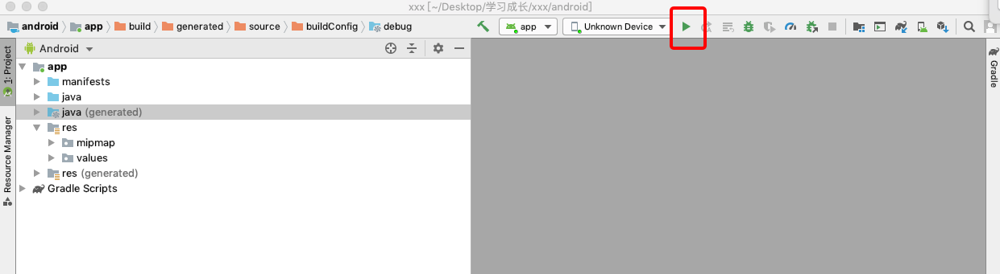 xxx [~/Desktop/学习成长/xxx/android]
android app build generated source buildConfig debug app Unknown Device
1: Project
Android
app
manifests
java
java (generated)
res
mipmap
values
res (generated)
Gradle Scripts
Resource Manager
Gradle